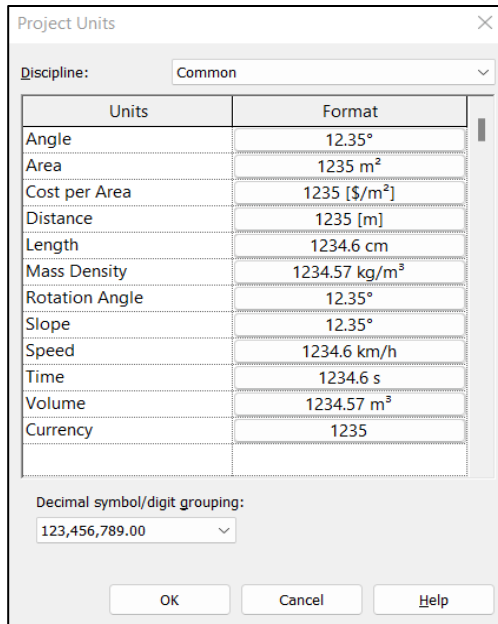 Project Units
Discipline: Common
Units Format
Angle 12.35°
Area 1235 m²
Cost per Area 1235 [$/m²]
Distance 1235 [m]
Length 1234.6 cm
Mass Density 1234.57 kg/m³
Rotation Angle 12.35°
Slope 12.35°
Speed 1234.6 km/h
Time 1234.6 s
Volume 1234.57 m³
Currency 1235
Decimal symbol/digit grouping:
123,456,789.00
OK Cancel Help